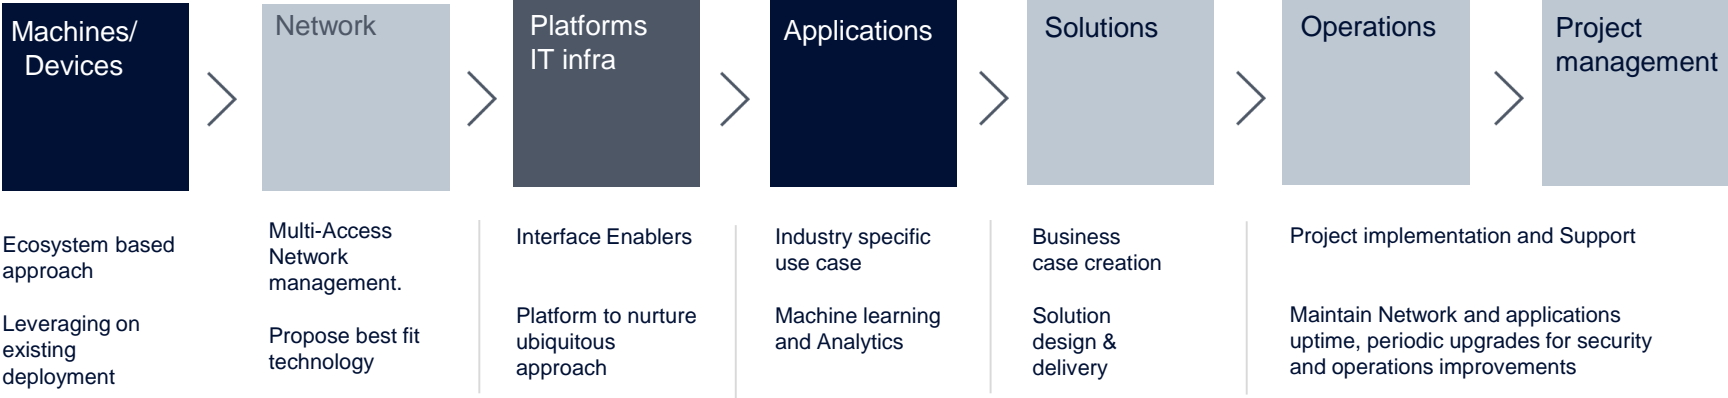 Machines/
Devices
Network
Platforms
IT infra
Applications
Solutions
Operations
Project
management
Ecosystem based
approach
Leveraging on
existing
deployment
Multi-Access
Network
management.
Propose best fit
technology
Interface Enablers
Platform to nurture
ubiquitous
approach
Industry specific
use case
Machine learning
and Analytics
Business
case creation
Solution
design &
delivery
Project implementation and Support
Maintain Network and applications
uptime, periodic upgrades for security
and operations improvements